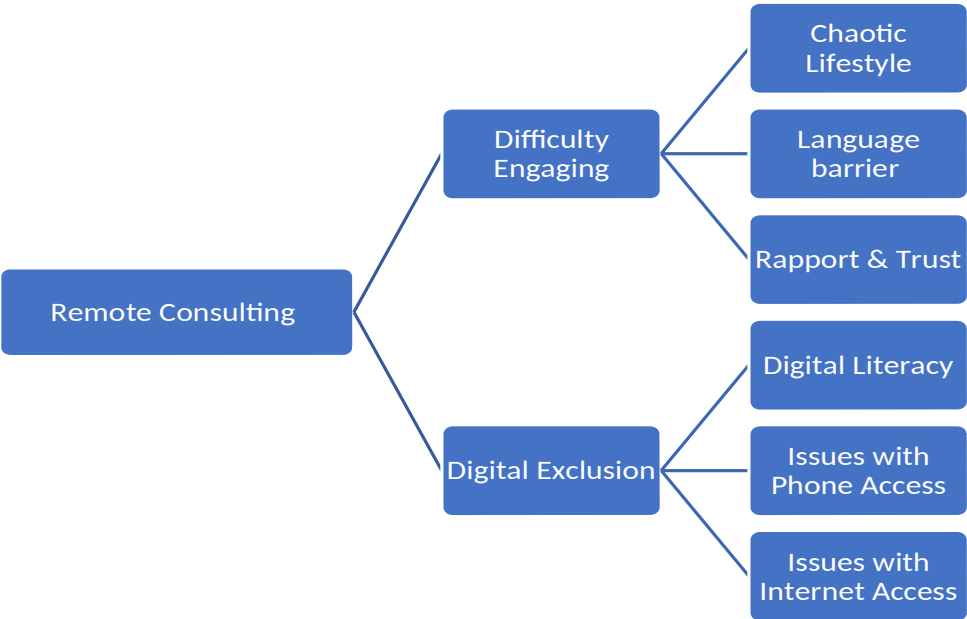 Chaotic
Lifestyle
Difficulty
Engaging
Language
barrier
Rapport & Trust
Remote Consulting
Digital Literacy
Digital Exclusion
Issues with
Phone Access
Issues with
Internet Access